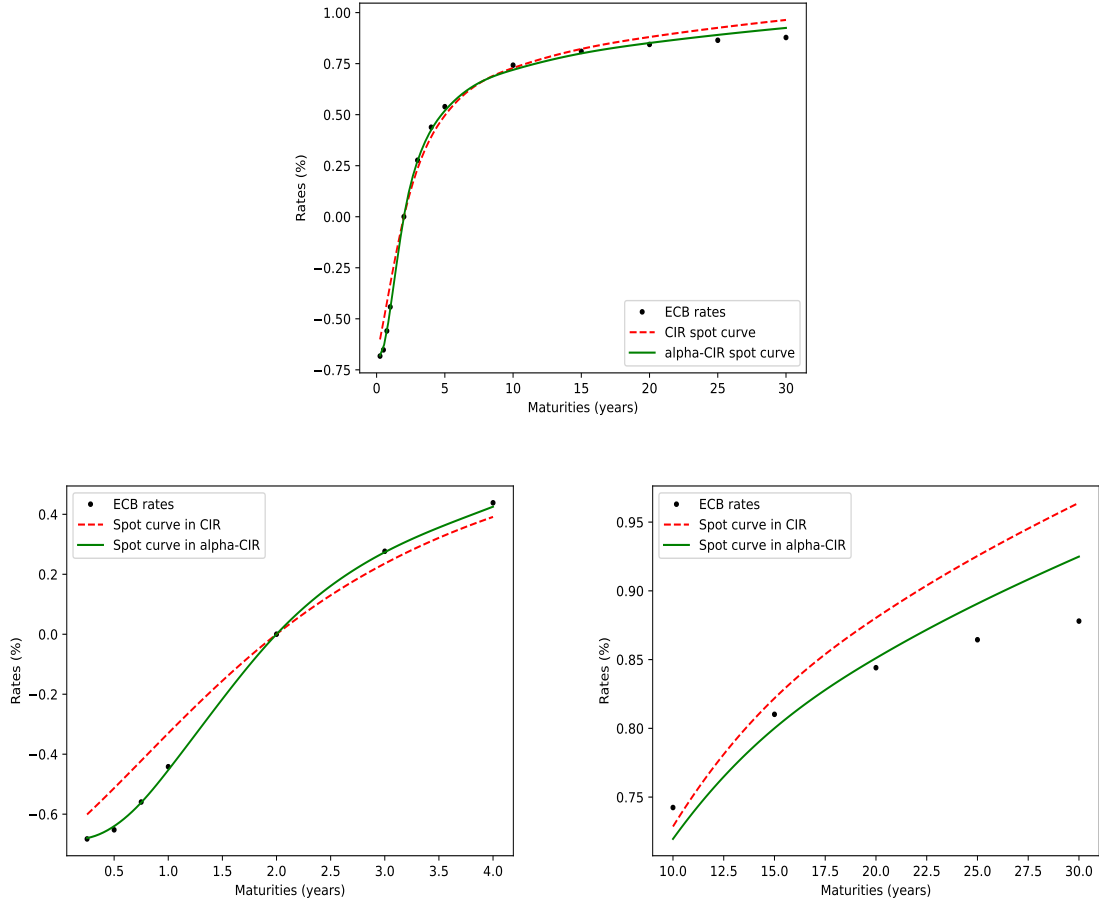 1.00
0.75
0.50
0.25
0.00
−0.25
−0.50
−0.75
Rates (%)
ECB rates
CIR spot curve
alpha-CIR spot curve
0 5 10 15 20 25 30
Maturities (years)
0.4
0.2
0.0
−0.2
−0.4
−0.6
Rates (%)
ECB rates
Spot curve in CIR
Spot curve in alpha-CIR
0.5 1.0 1.5 2.0 2.5 3.0 3.5 4.0
Maturities (years)
0.95
0.90
0.85
0.80
0.75
Rates (%)
ECB rates
Spot curve in CIR
Spot curve in alpha-CIR
10.0 12.5 15.0 17.5 20.0 22.5 25.0 27.5 30.0
Maturities (years)